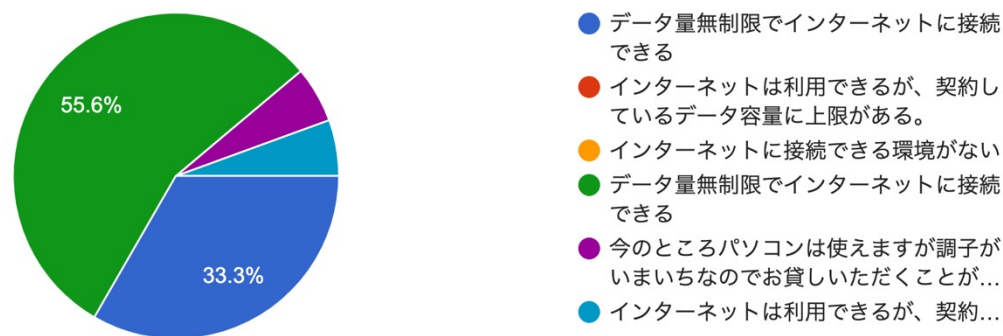 55.6%
33.3%
データ量無制限でインターネットに接続
できる
インターネットは利用できるが、契約し
ているデータ容量に上限がある。
インターネットに接続できる環境がない
データ量無制限でインターネットに接続
できる
今のところパソコンは使えますが調子が
いまいちなのでお貸しいただくことが…
インターネットは利用できるが、契約…